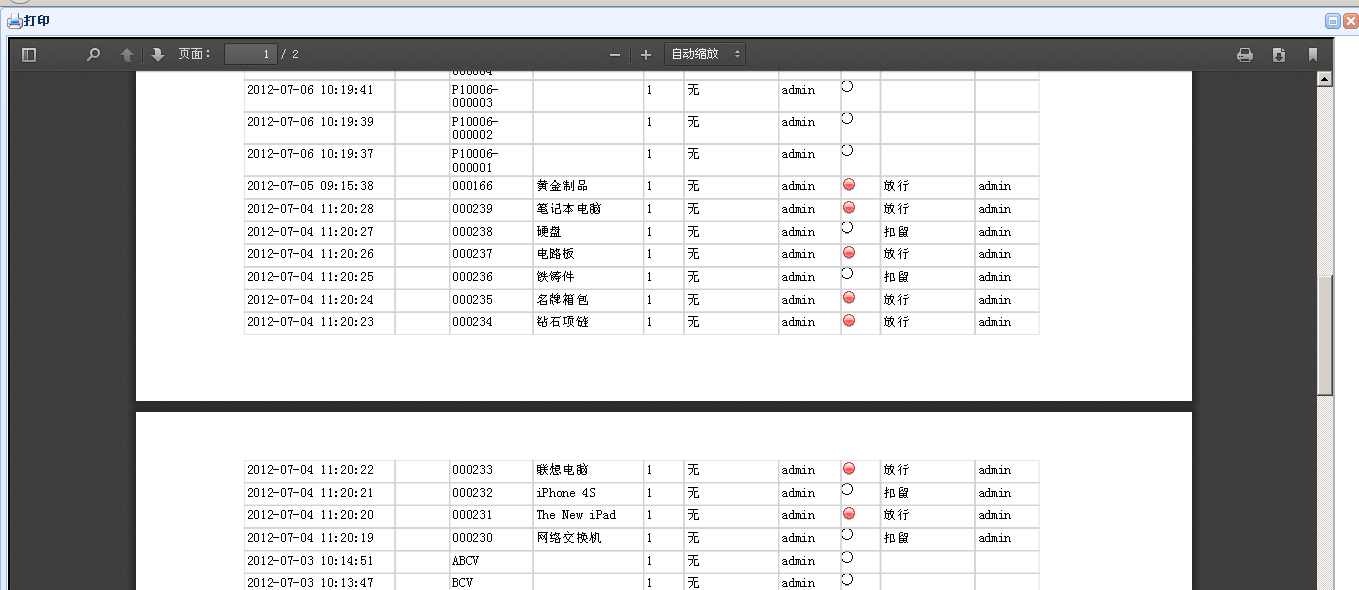 打印
页面： 1 / 2 自动缩放
000004
2012-07-06 10:19:41 P10006-000003 1 无 admin
2012-07-06 10:19:39 P10006-000002 1 无 admin
2012-07-06 10:19:37 P10006-000001 1 无 admin
2012-07-05 09:15:38 000166 黄金制品 1 无 admin 放行 admin
2012-07-04 11:20:28 000239 笔记本电脑 1 无 admin 放行 admin
2012-07-04 11:20:27 000238 硬盘 1 无 admin 扣留 admin
2012-07-04 11:20:26 000237 电路板 1 无 admin 放行 admin
2012-07-04 11:20:25 000236 铁铸件 1 无 admin 扣留 admin
2012-07-04 11:20:24 000235 名牌箱包 1 无 admin 放行 admin
2012-07-04 11:20:23 000234 钻石项链 1 无 admin 放行 admin
2012-07-04 11:20:22 000233 联想电脑 1 无 admin 放行 admin
2012-07-04 11:20:21 000232 iPhone 4S 1 无 admin 扣留 admin
2012-07-04 11:20:20 000231 The New iPad 1 无 admin 放行 admin
2012-07-04 11:20:19 000230 网络交换机 1 无 admin 扣留 admin
2012-07-03 10:14:51 ABCV 1 无 admin
2012-07-03 10:13:47 BCV 1 无 admin